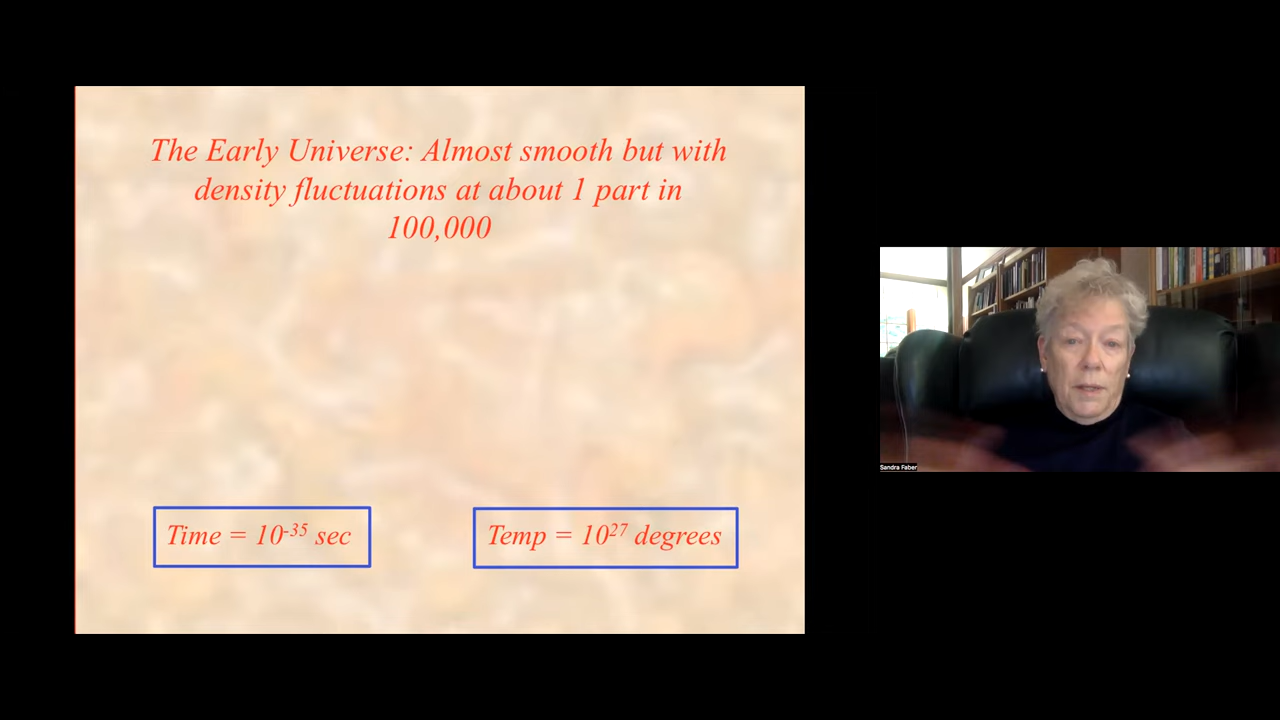 The Early Universe: Almost smooth but with
density fluctuations at about 1 part in
100,000
Time = 10⁻³⁵ sec
Temp = 10²⁷ degrees
Sandra Faber